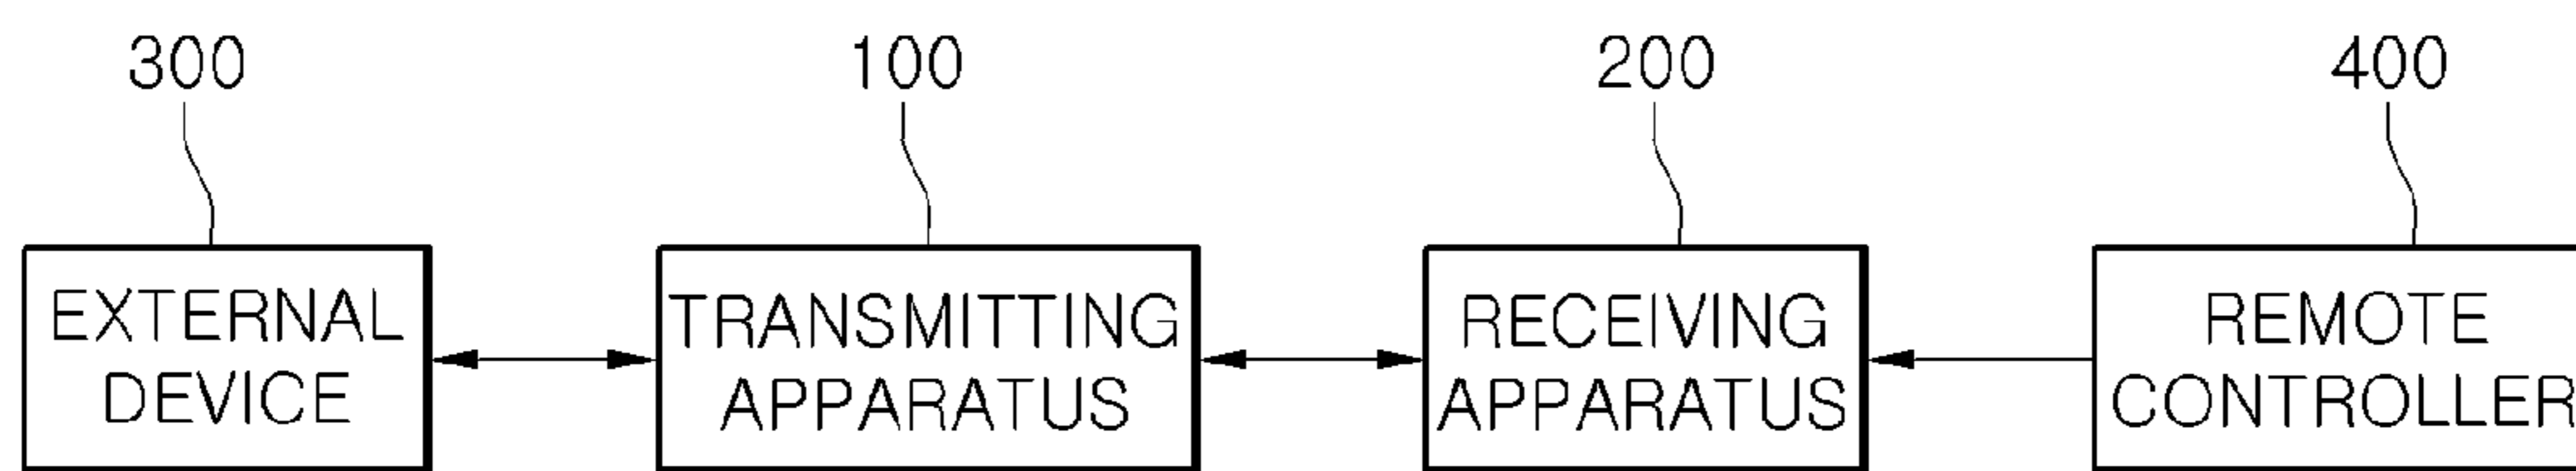 300 100 200 400
EXTERNAL DEVICE
TRANSMITTING APPARATUS
RECEIVING APPARATUS
REMOTE CONTROLLER